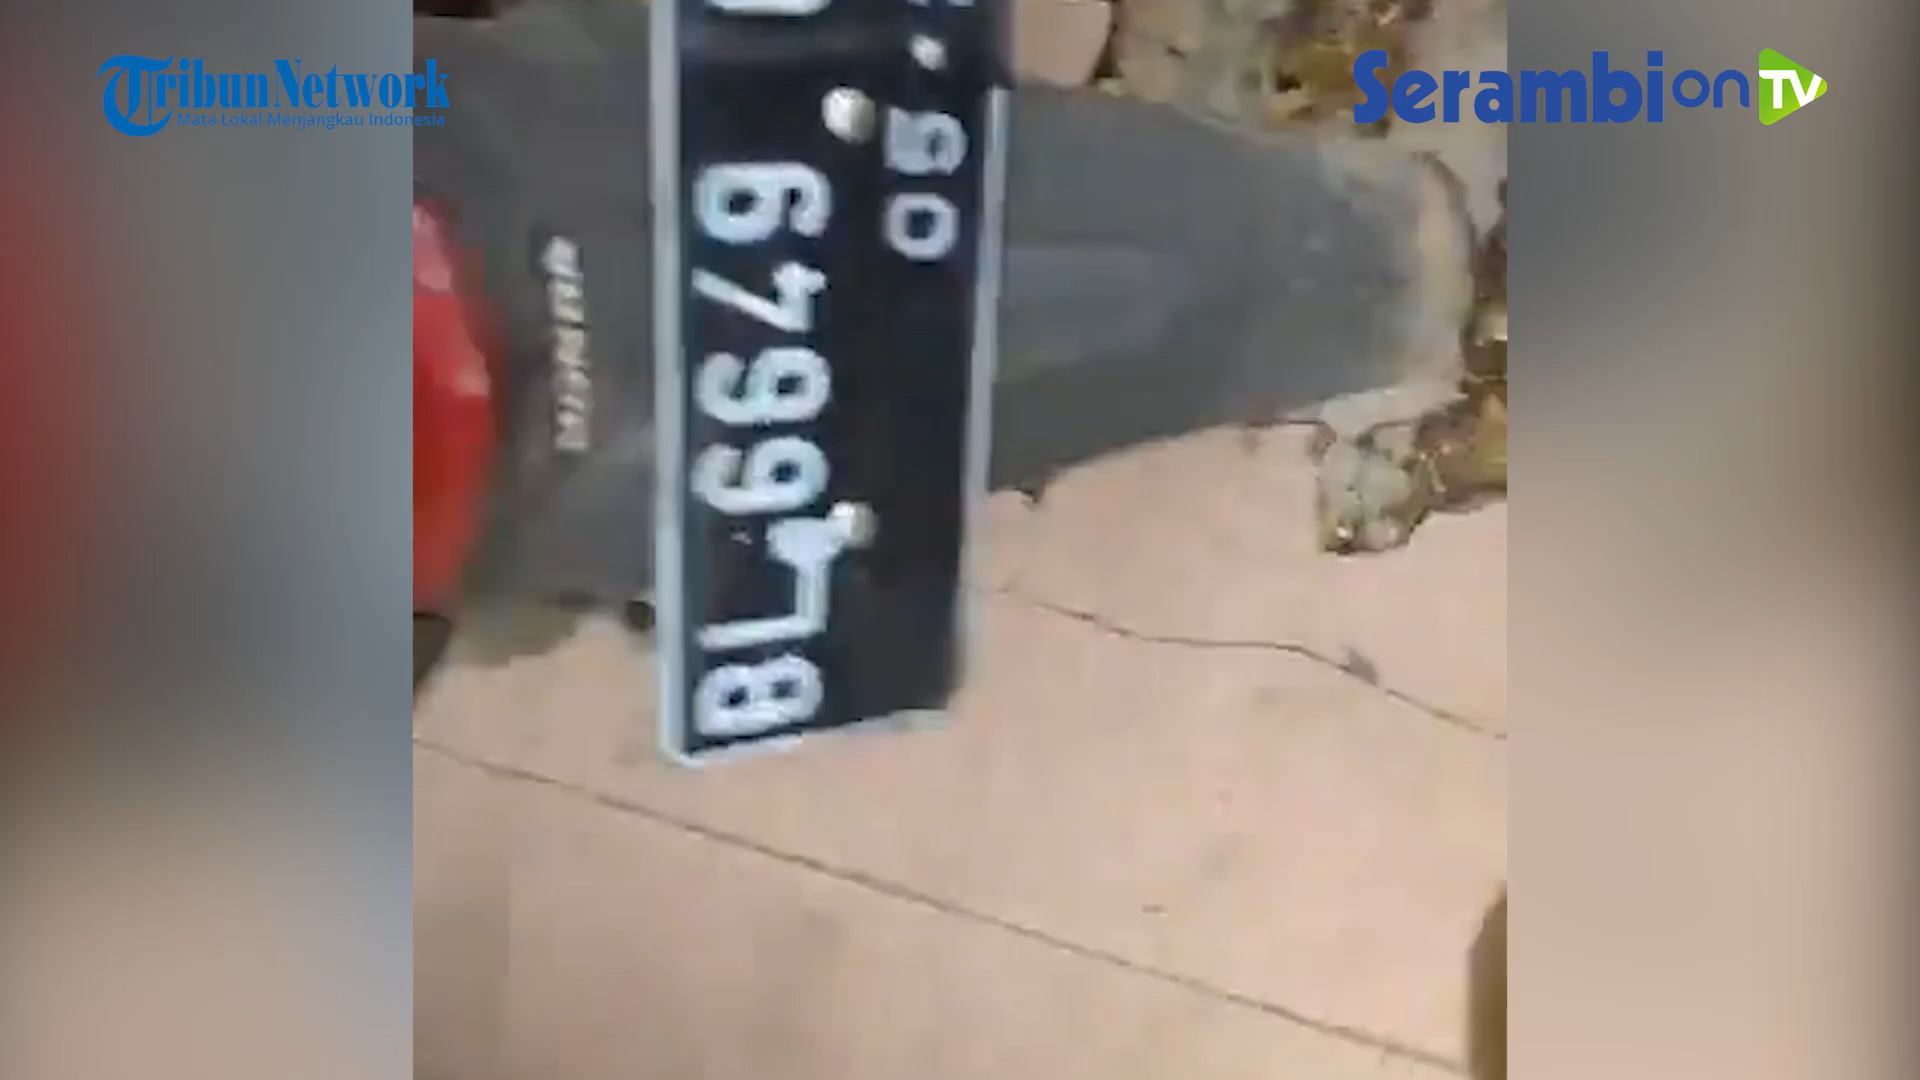 TribunNetwork
Mata Lokal Menjangkau Indonesia
Serambi on TV
BL 6649
05